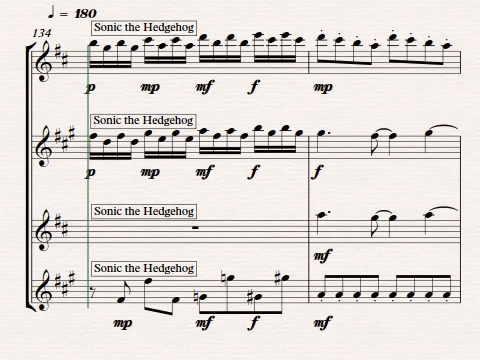 ♩ = 180
134
Sonic the Hedgehog
p mp mf f mp
Sonic the Hedgehog
p mp mf f f
Sonic the Hedgehog
mf
Sonic the Hedgehog
mp mf f mf